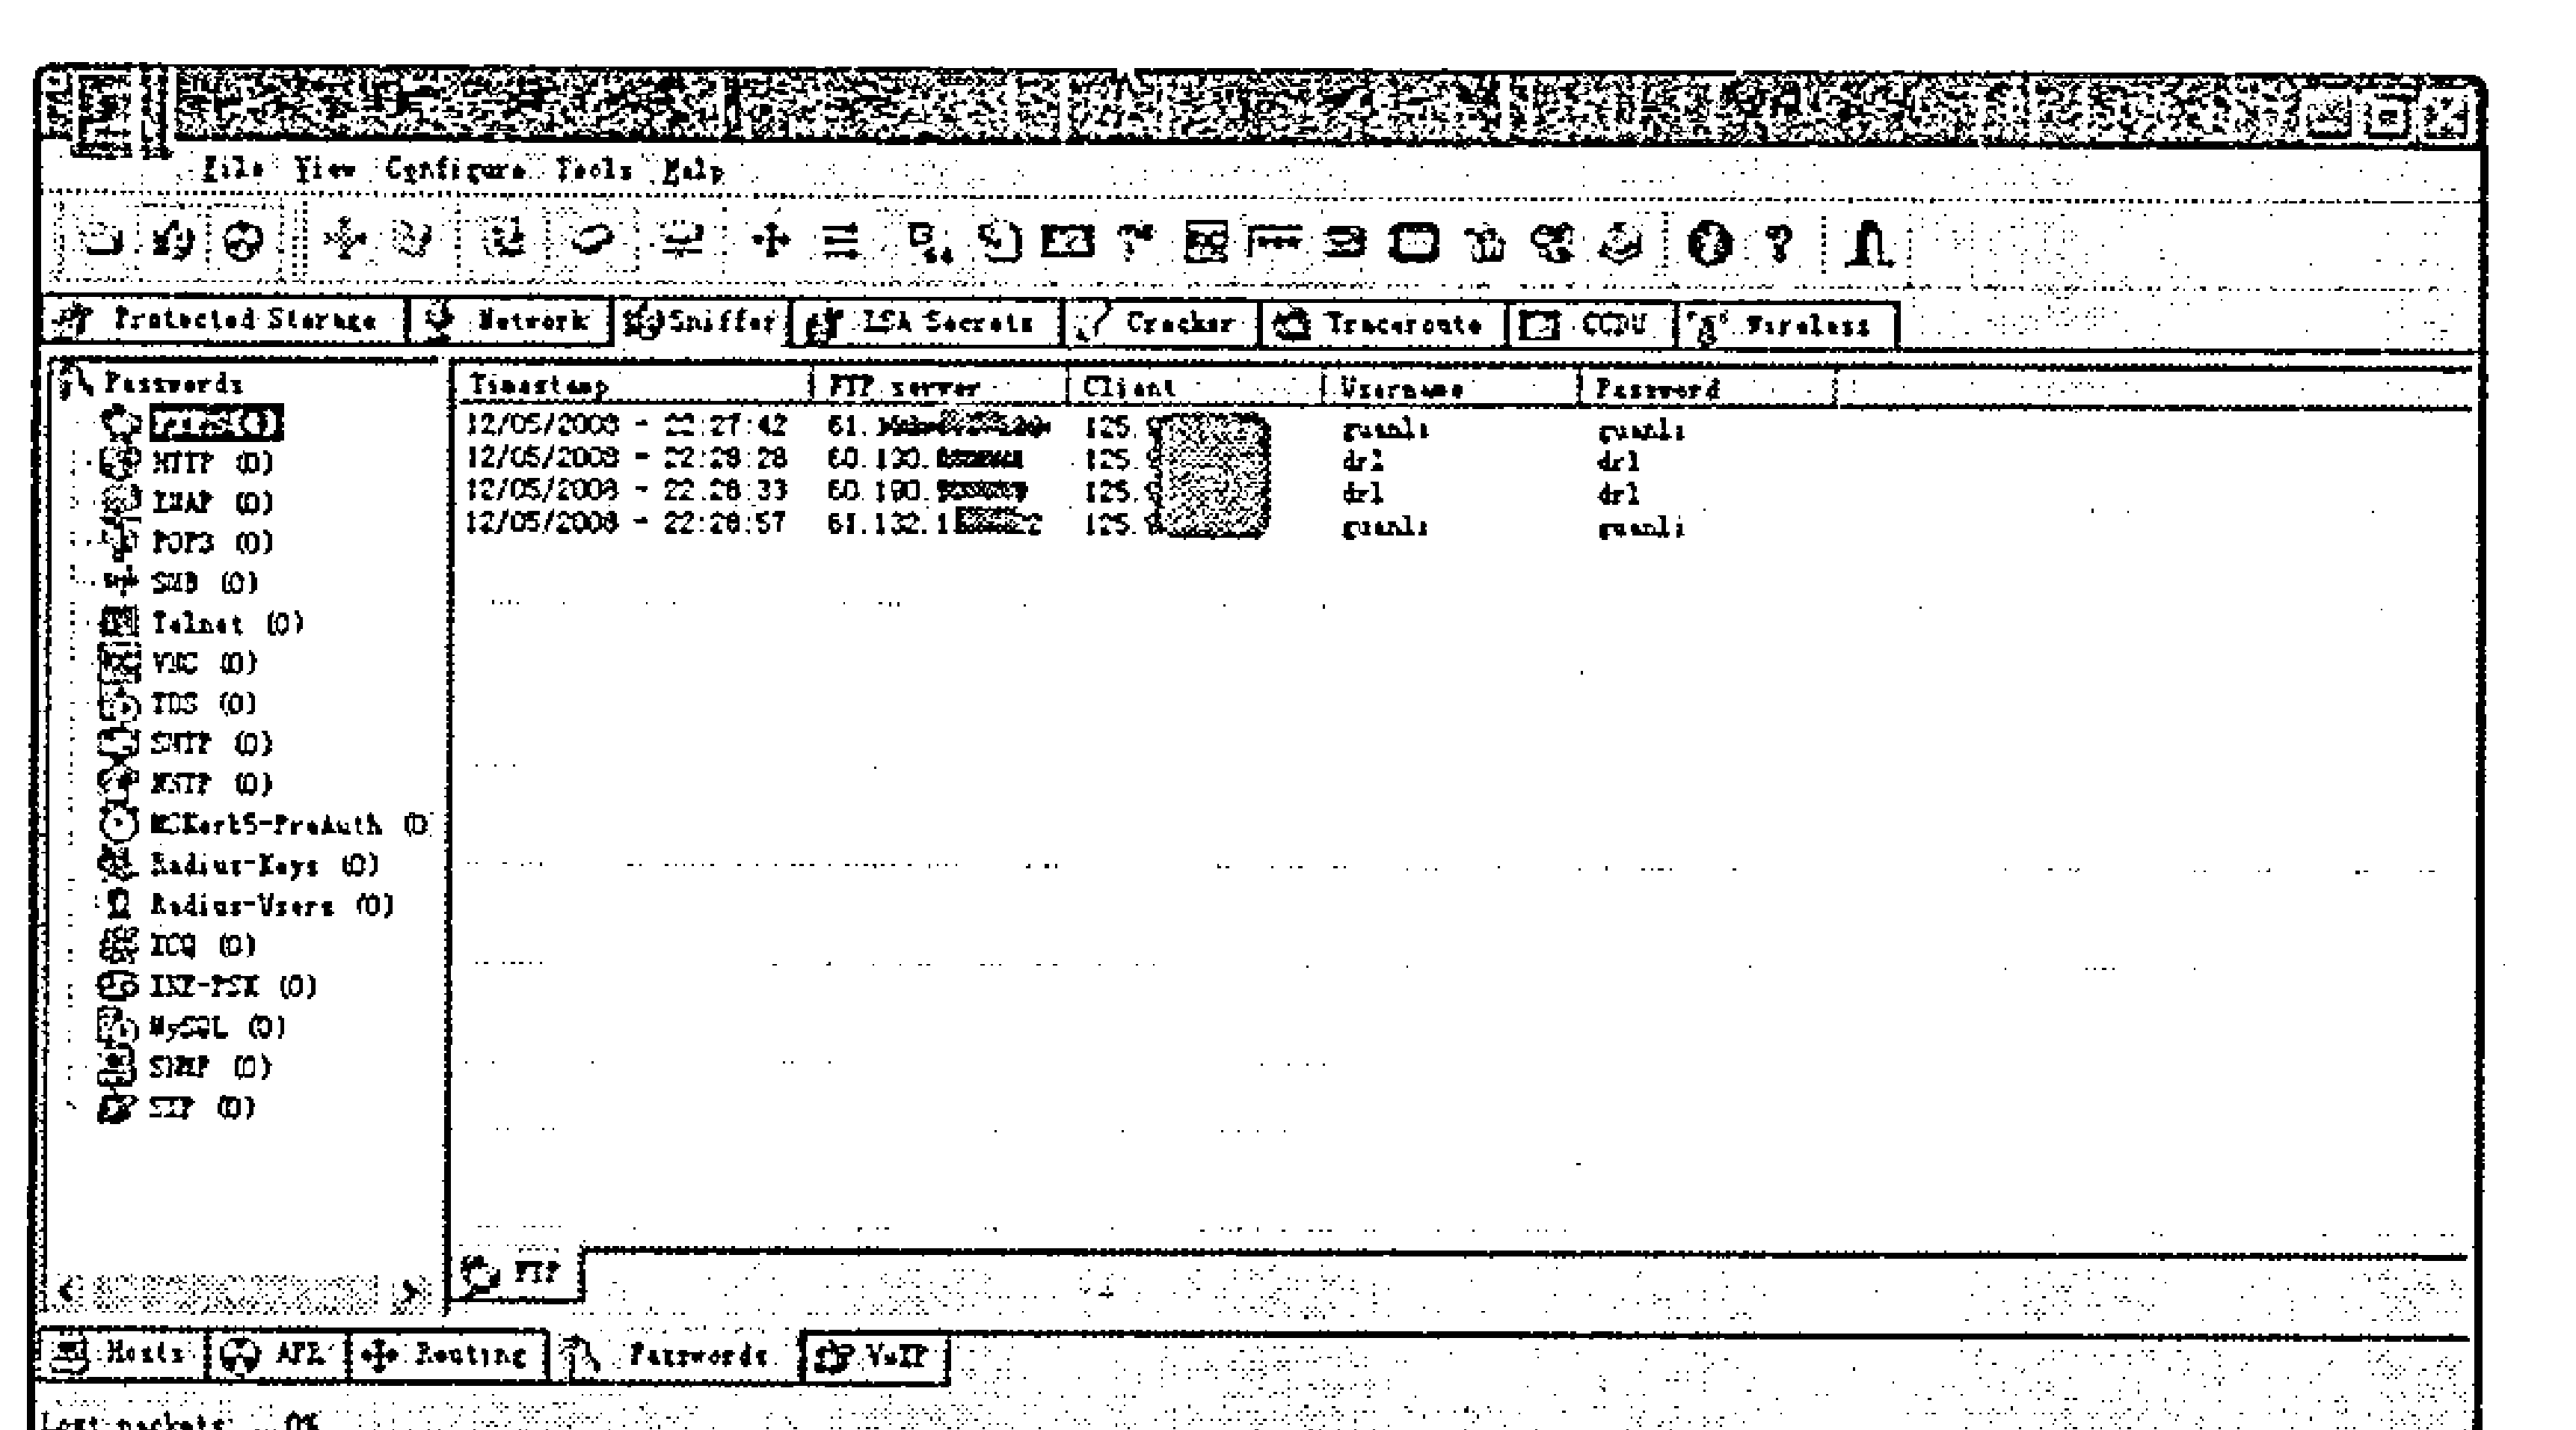 File View Configure Tools Help
Protected Storage Network Sniffer LSA Secrets Cracker Traceroute CCDU Wireless
Passwords
Timestamp FTP server Client Username Password
12/05/2008 - 22:27:42 61. 125. guanli guanli
12/05/2008 - 22:28:28 60.190. 125. drl drl
12/05/2008 - 22:28:33 60.190. 125. drl drl
12/05/2008 - 22:28:57 61.132.1 2 125. guanli guanli
HTTP (0)
IMAP (0)
POP3 (0)
SMB (0)
Telnet (0)
VNC (0)
TDS (0)
SMTP (0)
NNTP (0)
MSKerb5-PreAuth (0
Radius-Keys (0)
Radius-Users (0)
ICQ (0)
IKE-PSK (0)
MySQL (0)
SNMP (0)
SIP (0)
FTP
Hosts APR Routing Passwords VoIP
Lost packets: 0%